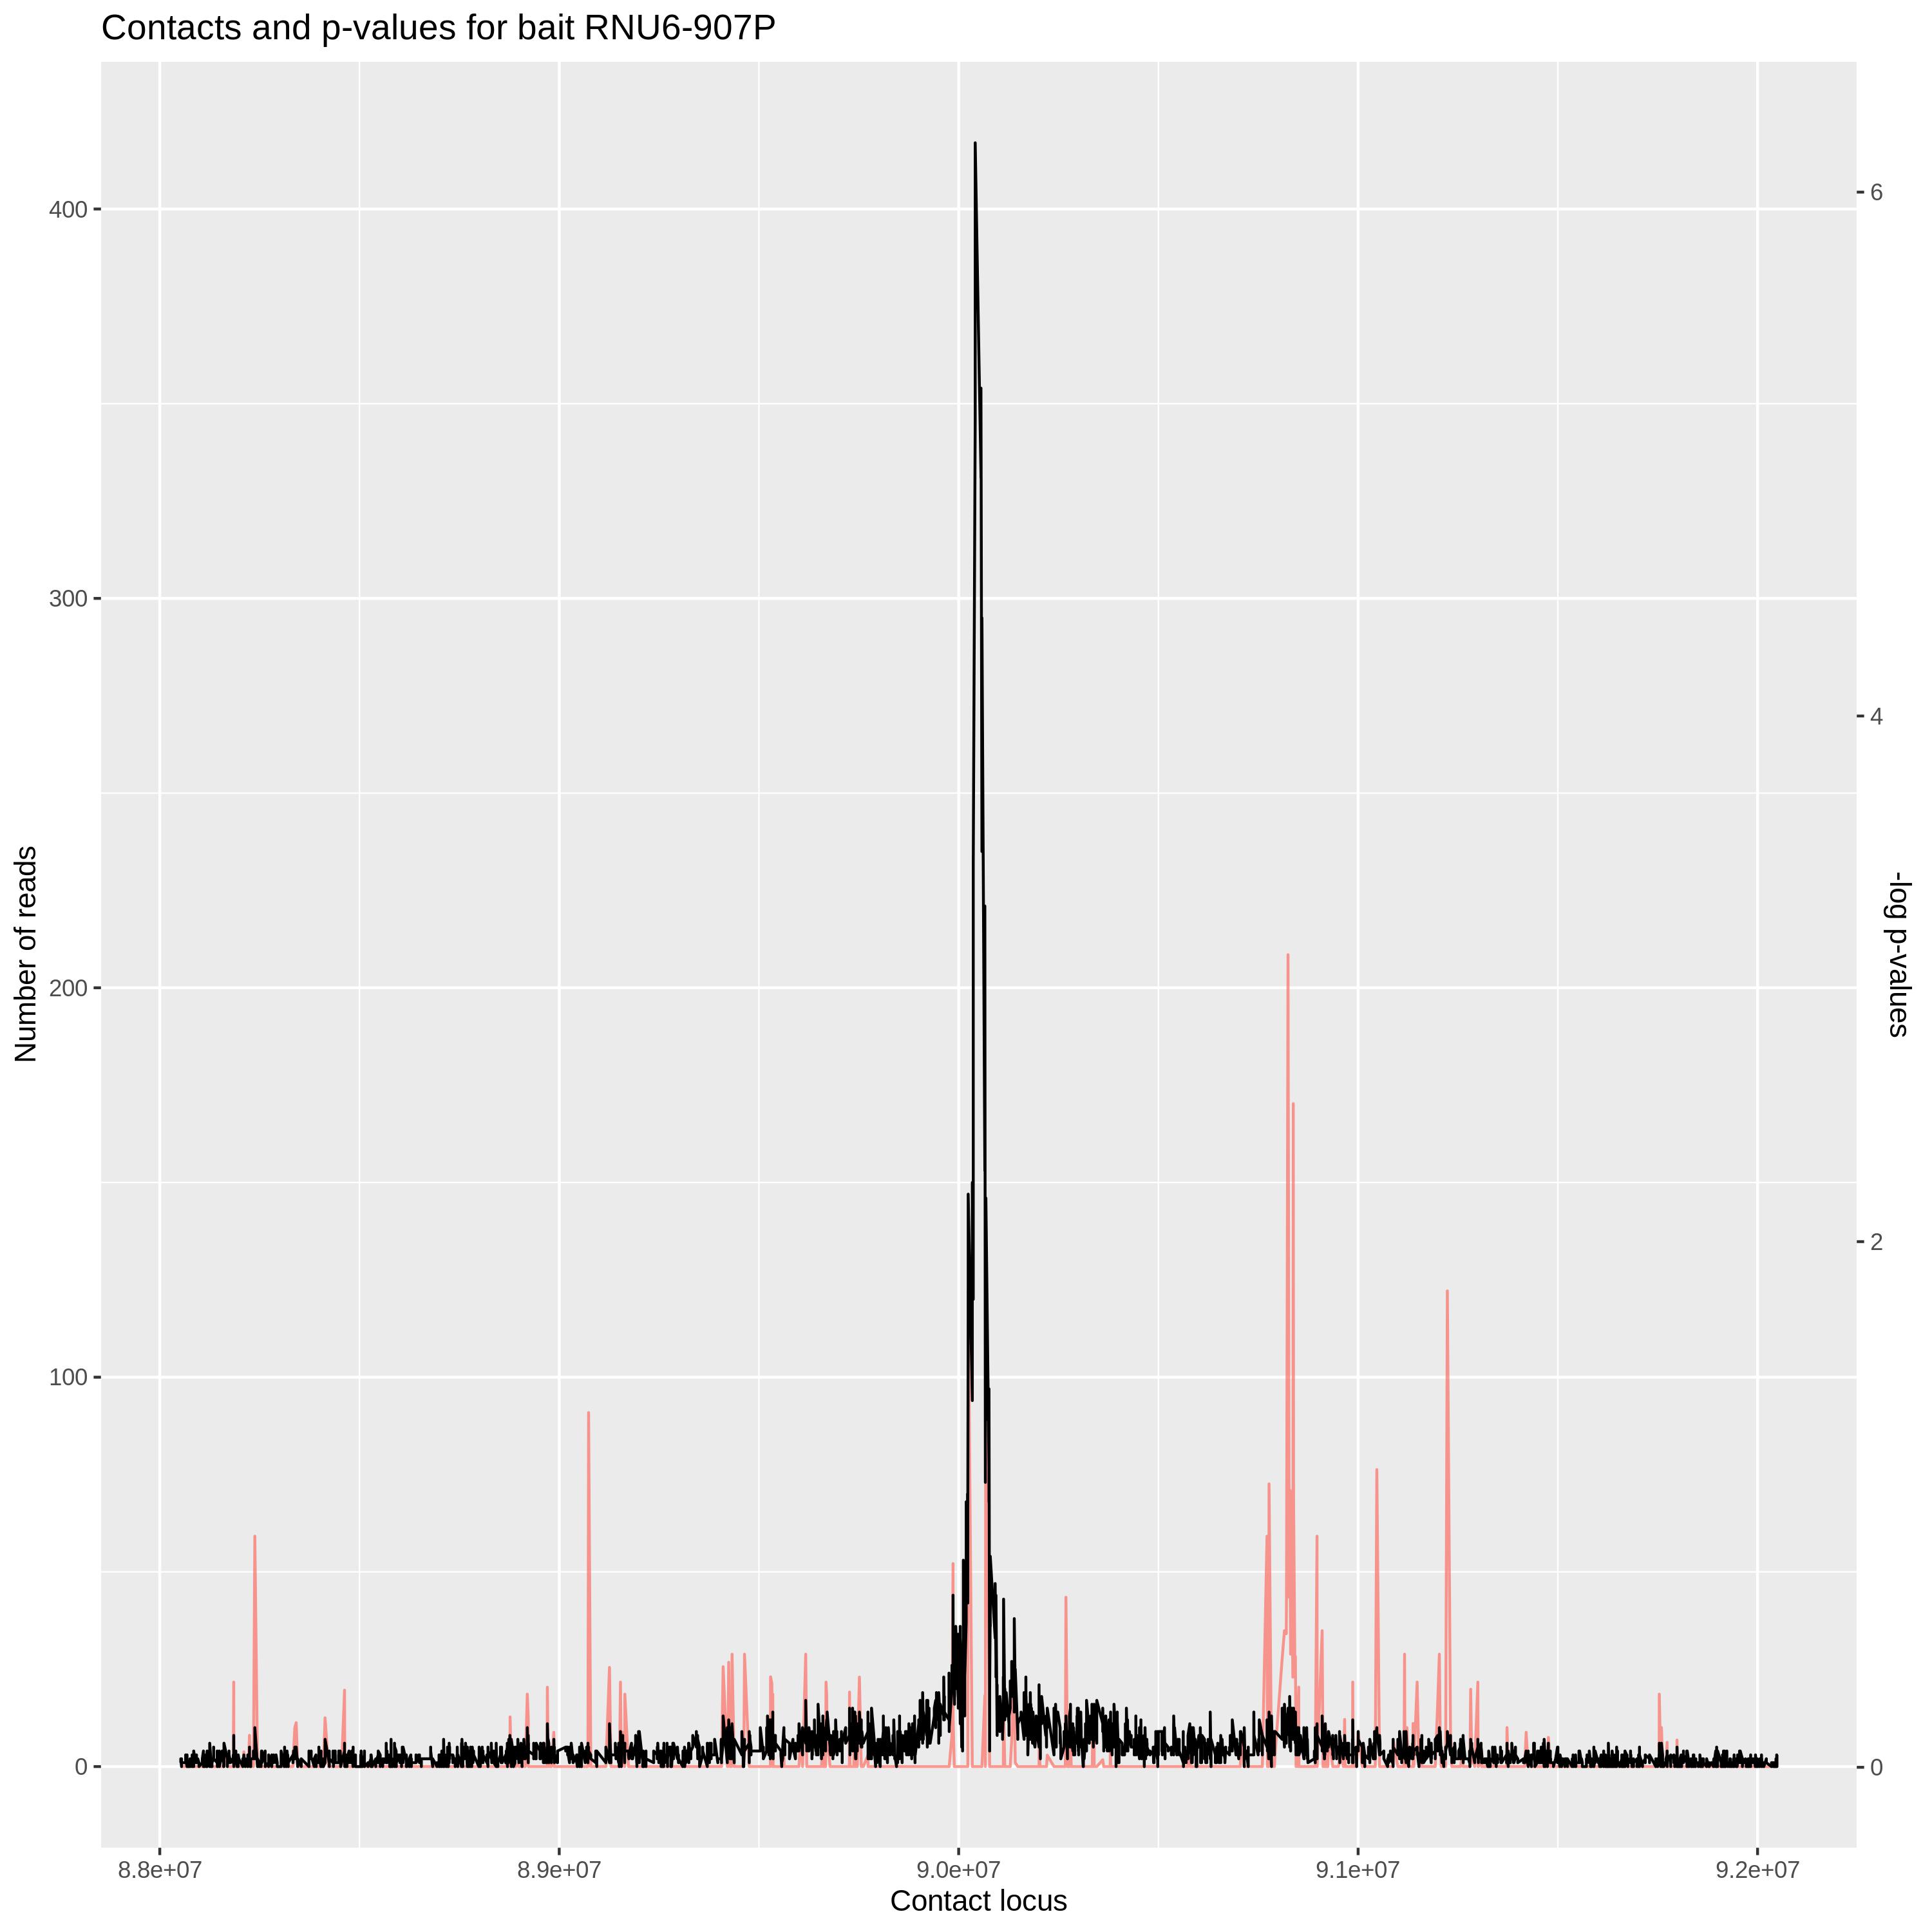 Contacts and p-values for bait RNU6-907P
Number of reads
400
300
200
100
0
6
4
2
0
-log p-values
8.8e+07
8.9e+07
9.0e+07
9.1e+07
9.2e+07
Contact locus